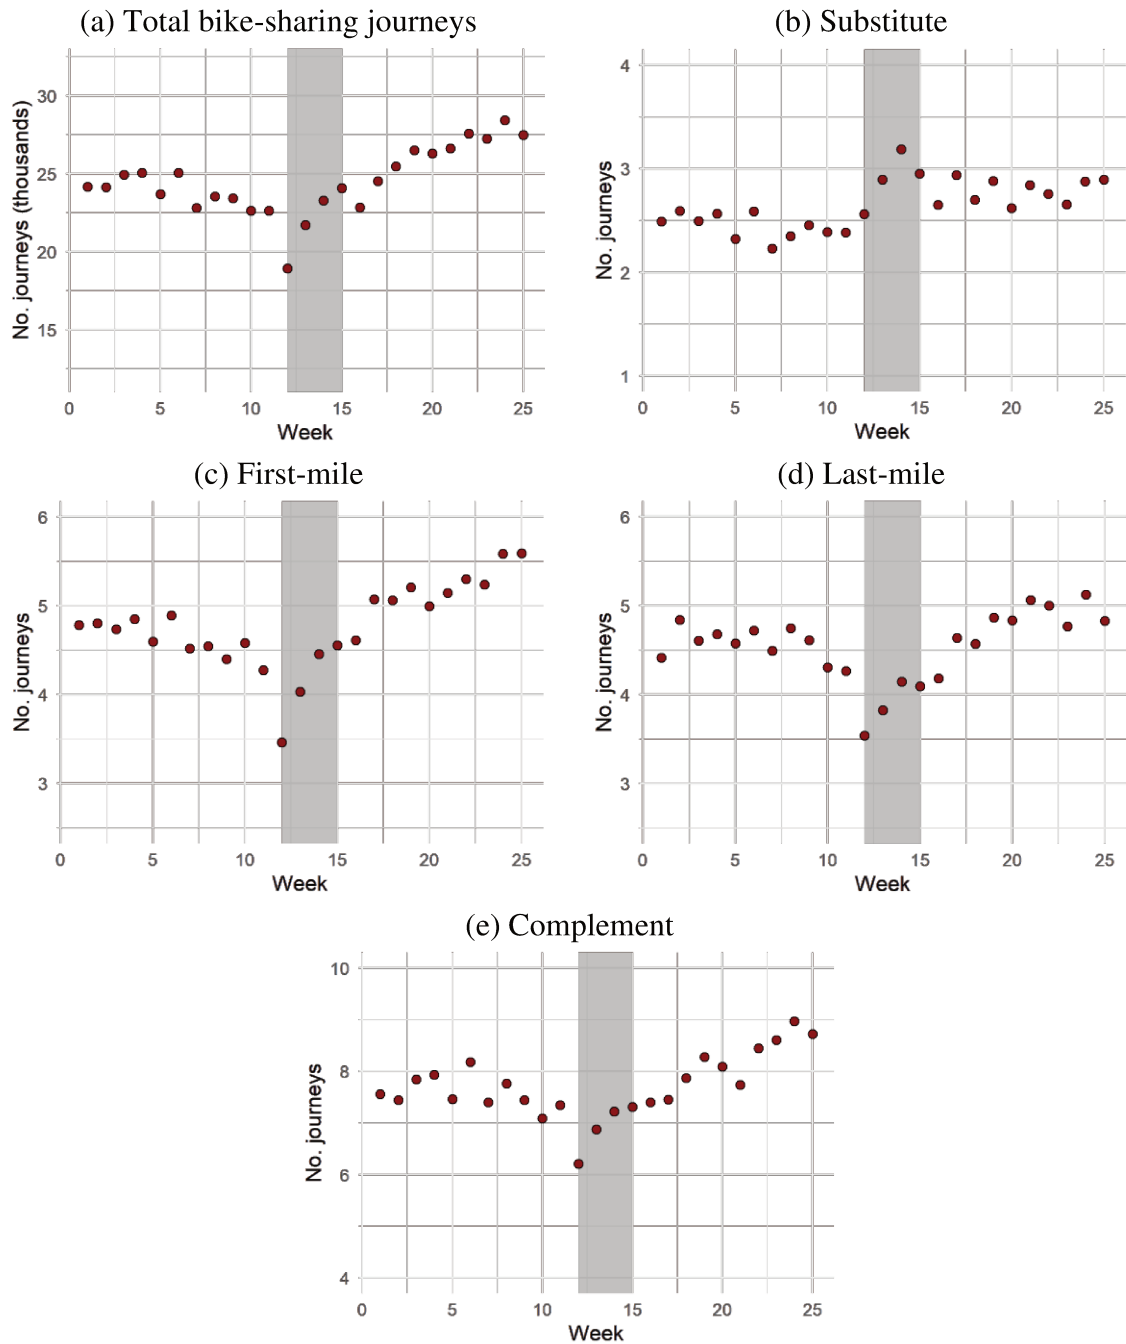 (a) Total bike-sharing journeys
No. journeys (thousands)
30
25
20
15
0 5 10 15 20 25
Week
(b) Substitute
No. journeys
4
3
2
1
0 5 10 15 20 25
Week
(c) First-mile
No. journeys
6
5
4
3
0 5 10 15 20 25
Week
(d) Last-mile
No. journeys
6
5
4
3
0 5 10 15 20 25
Week
(e) Complement
No. journeys
10
8
6
4
0 5 10 15 20 25
Week